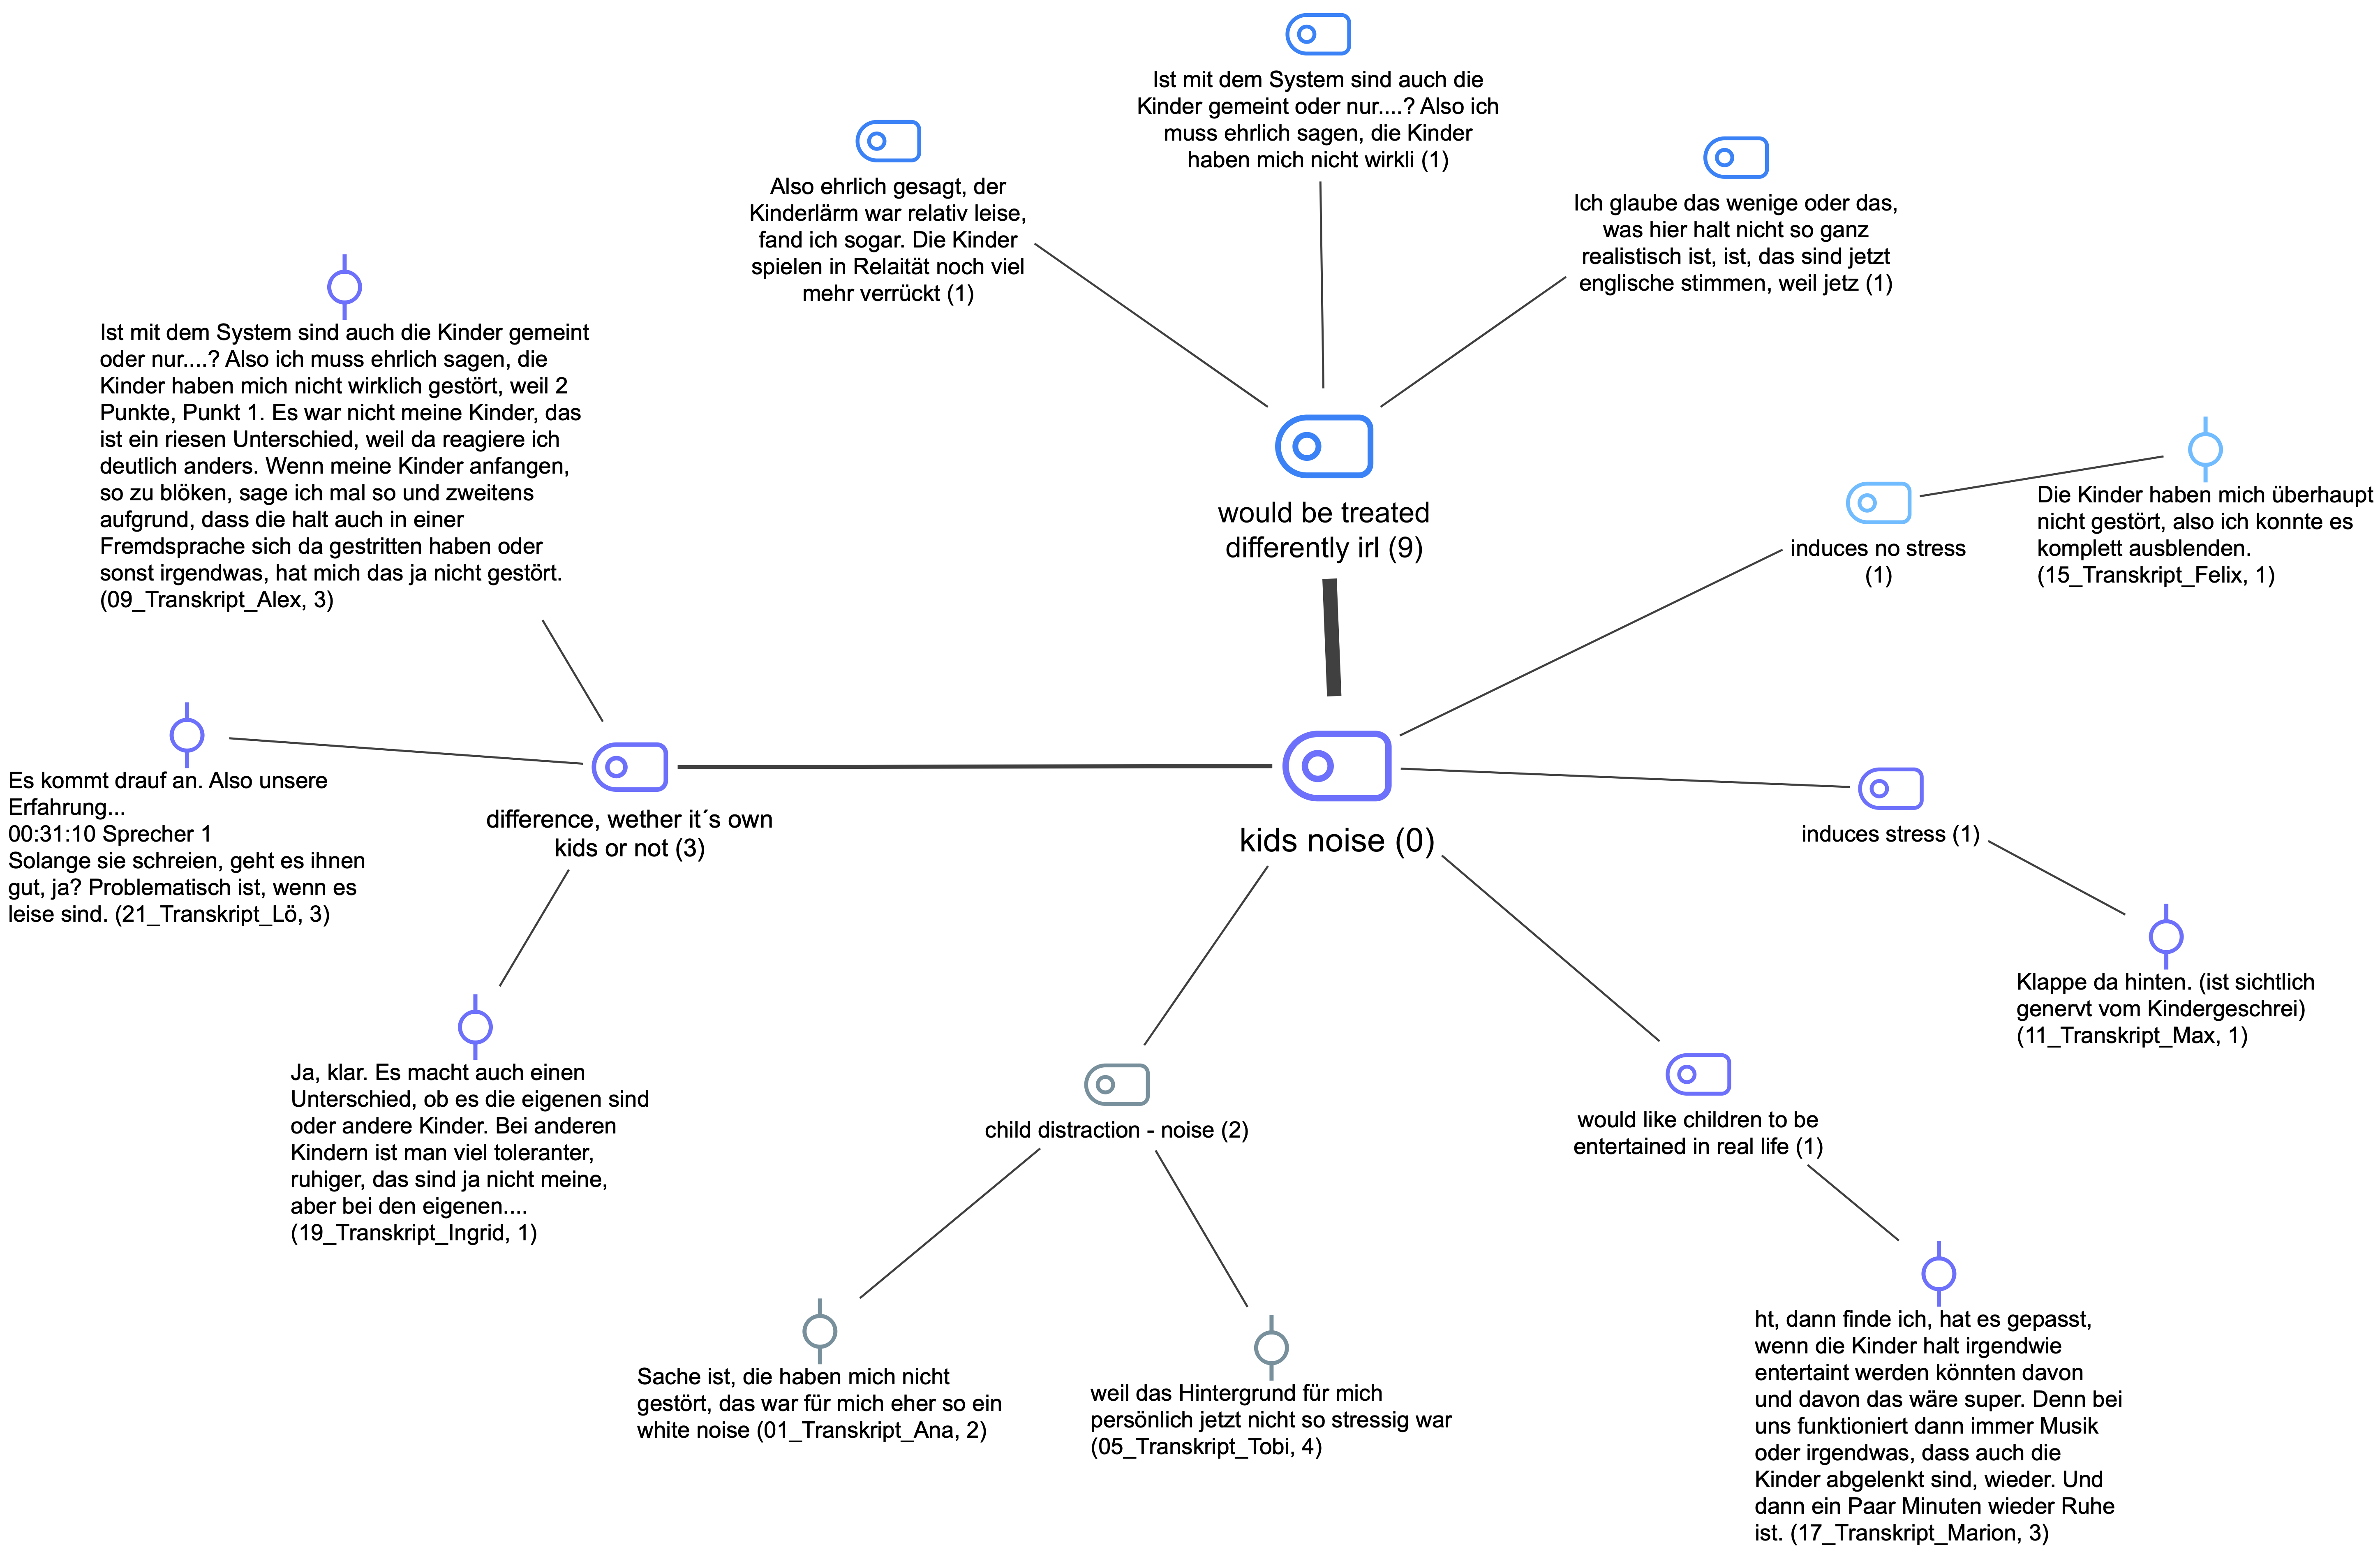 Ist mit dem System sind auch die
Kinder gemeint oder nur....? Also ich
muss ehrlich sagen, die Kinder
haben mich nicht wirkli (1)
Also ehrlich gesagt, der
Kinderlärm war relativ leise,
fand ich sogar. Die Kinder
spielen in Relaität noch viel
mehr verrückt (1)
Ich glaube das wenige oder das,
was hier halt nicht so ganz
realistisch ist, ist, das sind jetzt
englische stimmen, weil jetz (1)
Ist mit dem System sind auch die Kinder gemeint
oder nur....? Also ich muss ehrlich sagen, die
Kinder haben mich nicht wirklich gestört, weil 2
Punkte, Punkt 1. Es war nicht meine Kinder, das
ist ein riesen Unterschied, weil da reagiere ich
deutlich anders. Wenn meine Kinder anfangen,
so zu blöken, sage ich mal so und zweitens
aufgrund, dass die halt auch in einer
Fremdsprache sich da gestritten haben oder
sonst irgendwas, hat mich das ja nicht gestört.
(09_Transkript_Alex, 3)
would be treated
differently irl (9)
induces no stress
(1)
Die Kinder haben mich überhaupt
nicht gestört, also ich konnte es
komplett ausblenden.
(15_Transkript_Felix, 1)
Es kommt drauf an. Also unsere
Erfahrung...
00:31:10 Sprecher 1
Solange sie schreien, geht es ihnen
gut, ja? Problematisch ist, wenn es
leise sind. (21_Transkript_Lö, 3)
difference, wether it´s own
kids or not (3)
kids noise (0)
induces stress (1)
Klappe da hinten. (ist sichtlich
genervt vom Kindergeschrei)
(11_Transkript_Max, 1)
Ja, klar. Es macht auch einen
Unterschied, ob es die eigenen sind
oder andere Kinder. Bei anderen
Kindern ist man viel toleranter,
ruhiger, das sind ja nicht meine,
aber bei den eigenen....
(19_Transkript_Ingrid, 1)
child distraction - noise (2)
would like children to be
entertained in real life (1)
Sache ist, die haben mich nicht
gestört, das war für mich eher so ein
white noise (01_Transkript_Ana, 2)
weil das Hintergrund für mich
persönlich jetzt nicht so stressig war
(05_Transkript_Tobi, 4)
ht, dann finde ich, hat es gepasst,
wenn die Kinder halt irgendwie
entertaint werden könnten davon
und davon das wäre super. Denn bei
uns funktioniert dann immer Musik
oder irgendwas, dass auch die
Kinder abgelenkt sind, wieder. Und
dann ein Paar Minuten wieder Ruhe
ist. (17_Transkript_Marion, 3)